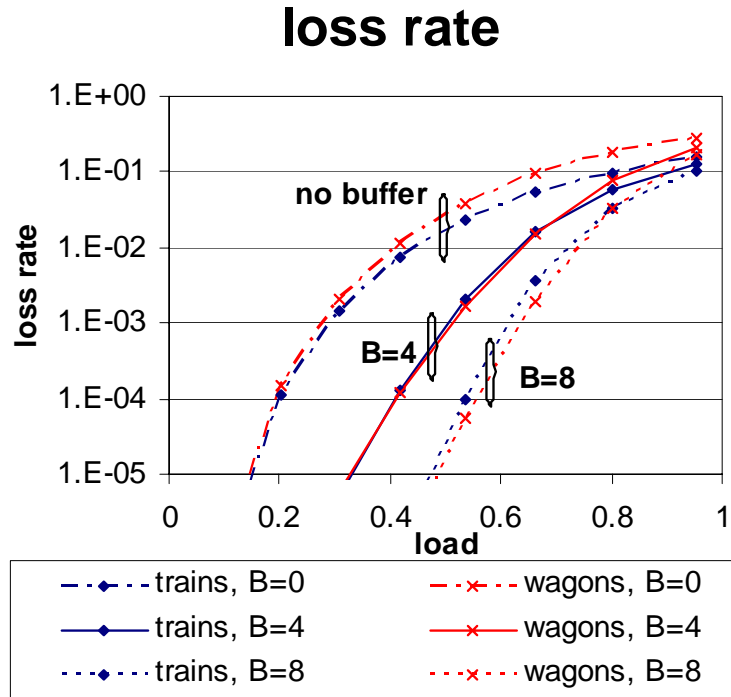 loss rate
1.E+00
1.E-01
1.E-02
1.E-03
1.E-04
1.E-05
loss rate
no buffer
B=4
B=8
0 0.2 0.4 0.6 0.8 1
load
trains, B=0 wagons, B=0
trains, B=4 wagons, B=4
trains, B=8 wagons, B=8